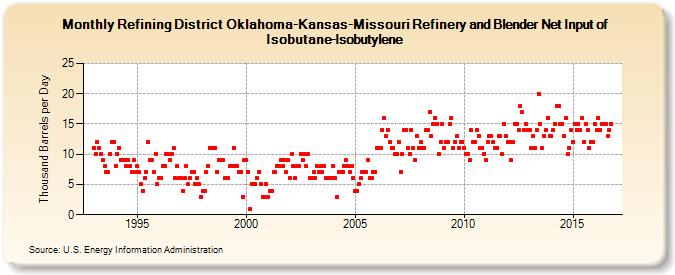 Monthly Refining District Oklahoma-Kansas-Missouri Refinery and Blender Net Input of
Isobutane-Isobutylene
Thousand Barrels per Day
25
20
15
10
5
0
1995
2000
2005
2010
2015
Source: U.S. Energy Information Administration